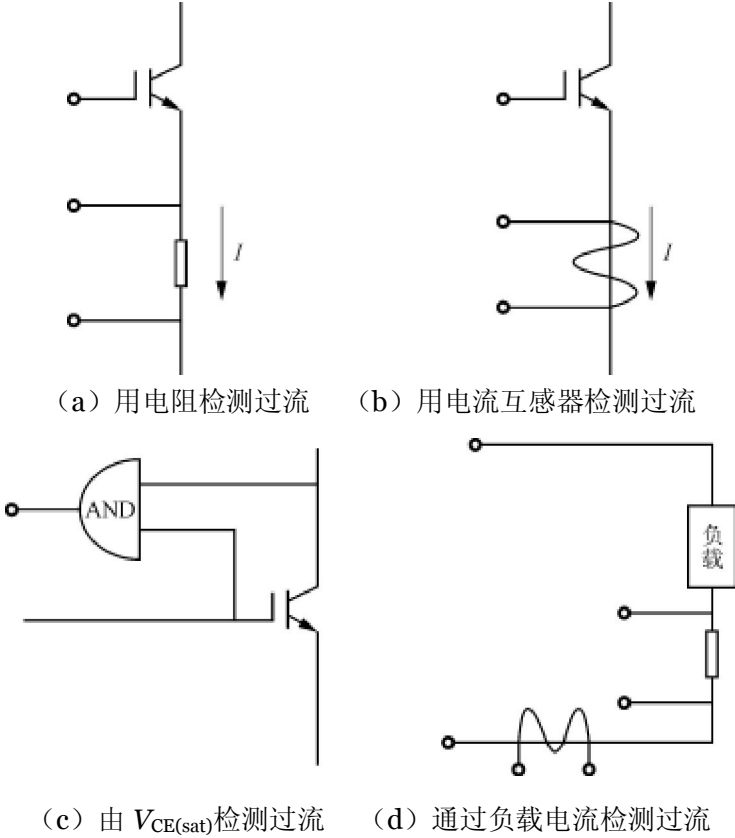 I
I
（a）用电阻检测过流
（b）用电流互感器检测过流
AND
负
载
（c）由 VCE(sat)检测过流
（d）通过负载电流检测过流